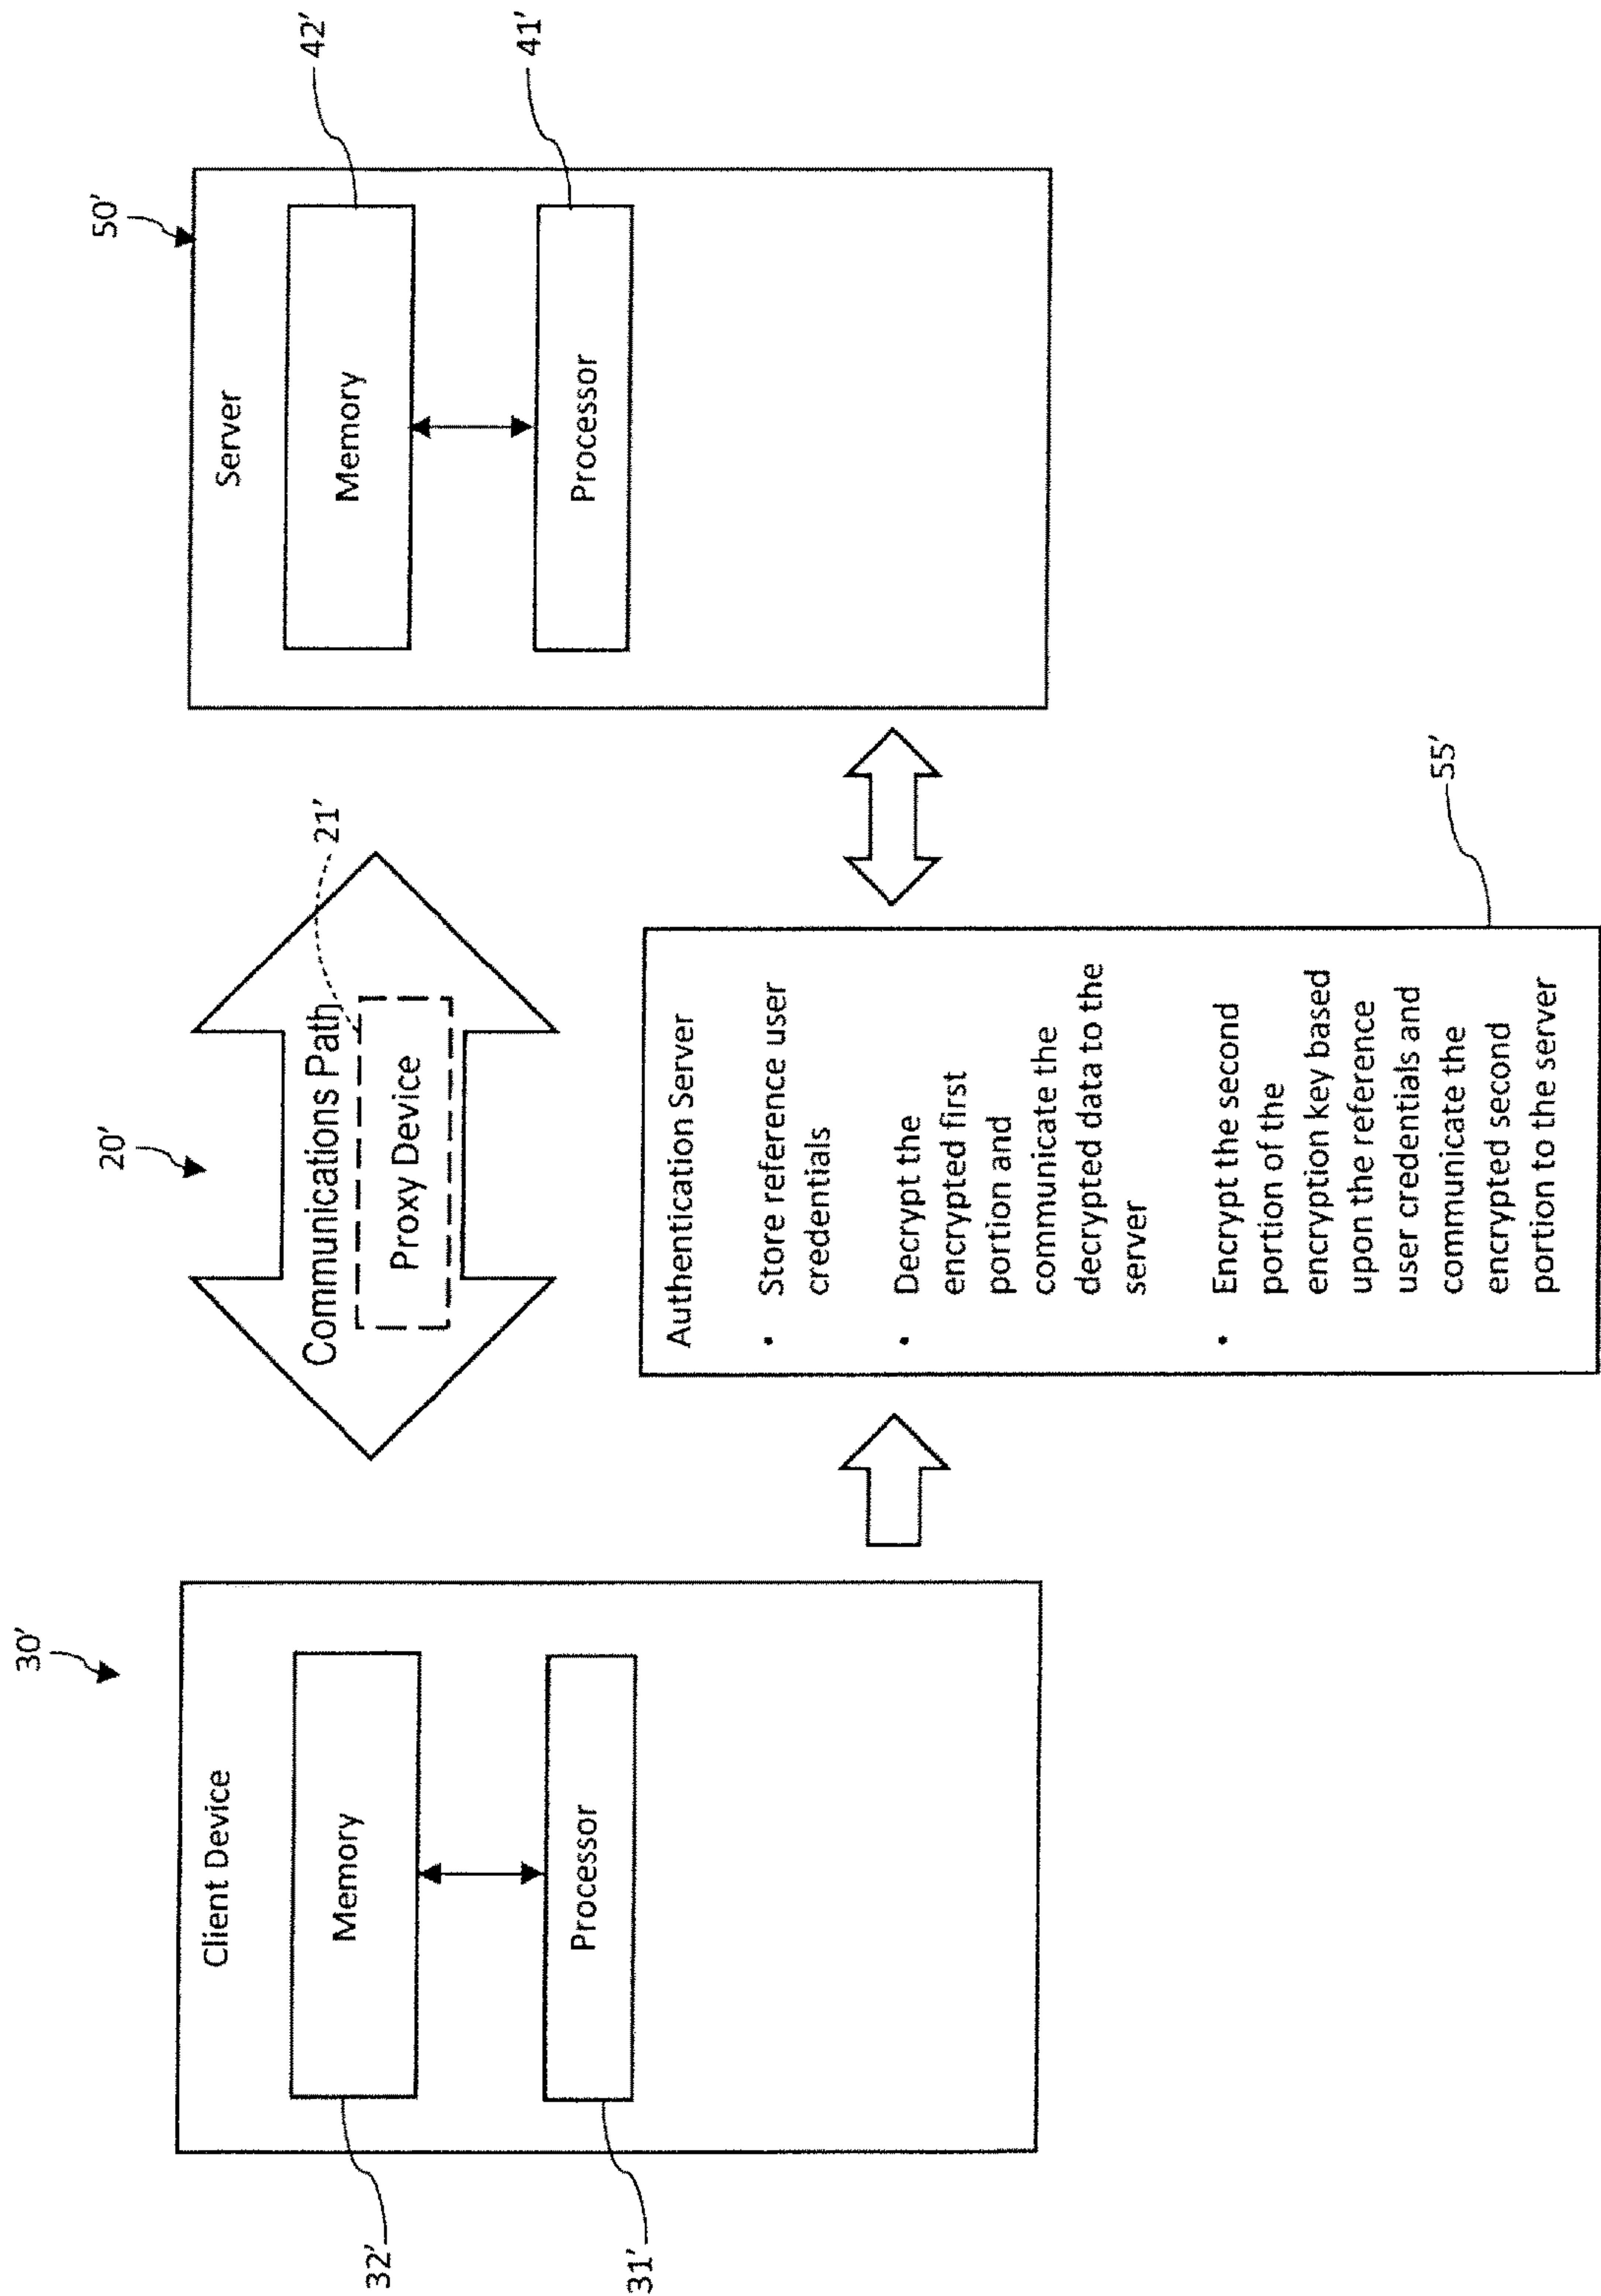 30'
Client Device
Memory
Processor
32'
31'
20'
Communications Path
Proxy Device
21'
Authentication Server
• Store reference user
credentials
• Decrypt the
encrypted first
portion and
communicate the
decrypted data to the
server
• Encrypt the second
portion of the
encryption key based
upon the reference
user credentials and
communicate the
encrypted second
portion to the server
55'
50'
Server
Memory
Processor
42'
41'